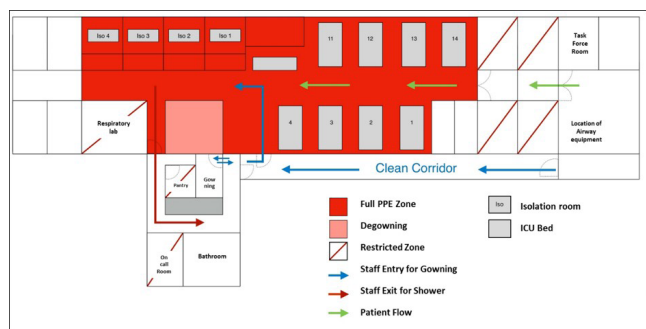 Iso 4
Iso 3
Iso 2
Iso 1
11
12
13
14
Task
Force
Room
Respiratory
lab
4
3
2
1
Location of
Airway
equipment
Pantry
Gow
ning
Clean Corridor
On
call
Room
Bathroom
Full PPE Zone
Degowning
Restricted Zone
Staff Entry for Gowning
Staff Exit for Shower
Patient Flow
Iso
Isolation room
ICU Bed